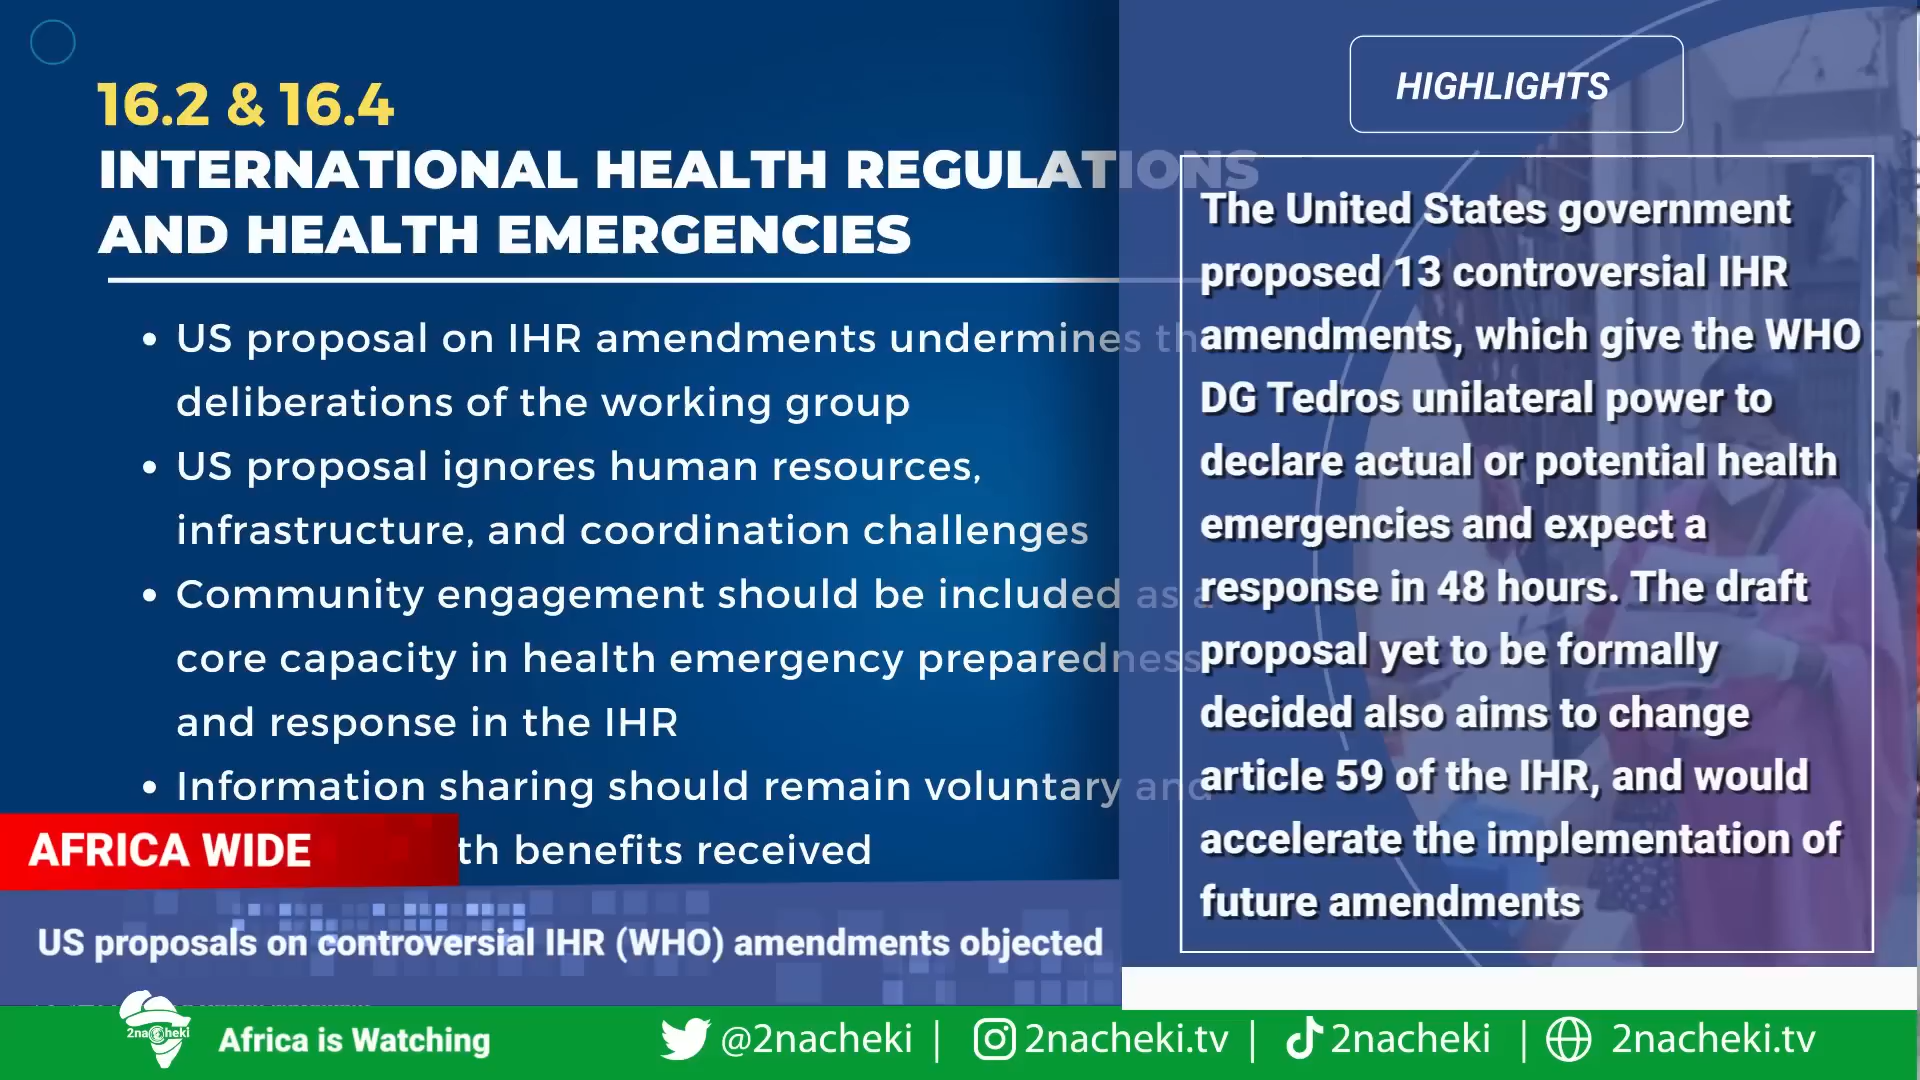 16.2 & 16.4
INTERNATIONAL HEALTH REGULATIONS
AND HEALTH EMERGENCIES
US proposal on IHR amendments undermines th
deliberations of the working group
US proposal ignores human resources,
infrastructure, and coordination challenges
Community engagement should be included as a
core capacity in health emergency preparedness
and response in the IHR
Information sharing should remain voluntary and
th benefits received
HIGHLIGHTS
The United States government
proposed 13 controversial IHR
amendments, which give the WHO
DG Tedros unilateral power to
declare actual or potential health
emergencies and expect a
response in 48 hours. The draft
proposal yet to be formally
decided also aims to change
article 59 of the IHR, and would
accelerate the implementation of
future amendments
AFRICA WIDE
US proposals on controversial IHR (WHO) amendments objected
2nacheki
Africa is Watching
@2nacheki | 2nacheki.tv | 2nacheki | 2nacheki.tv